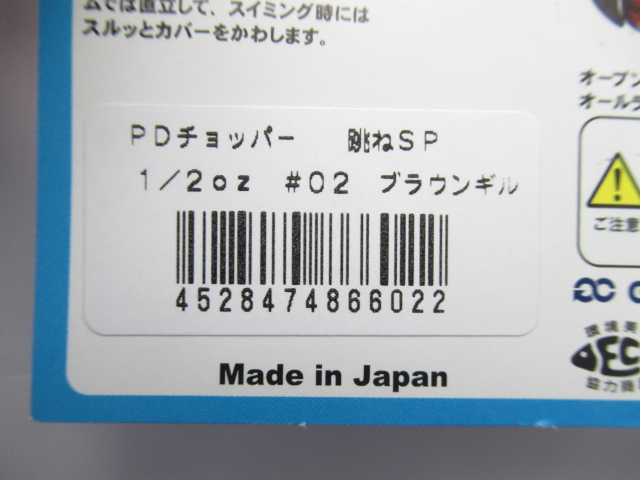 ムでは直立して、スイミング時には
スルッとカバーをかわします。
オープン
オールラ
PDチョッパー 跳ねSP
1/2oz #02 ブラウンギル
4528474866022
ご注意
Made in Japan
環境美